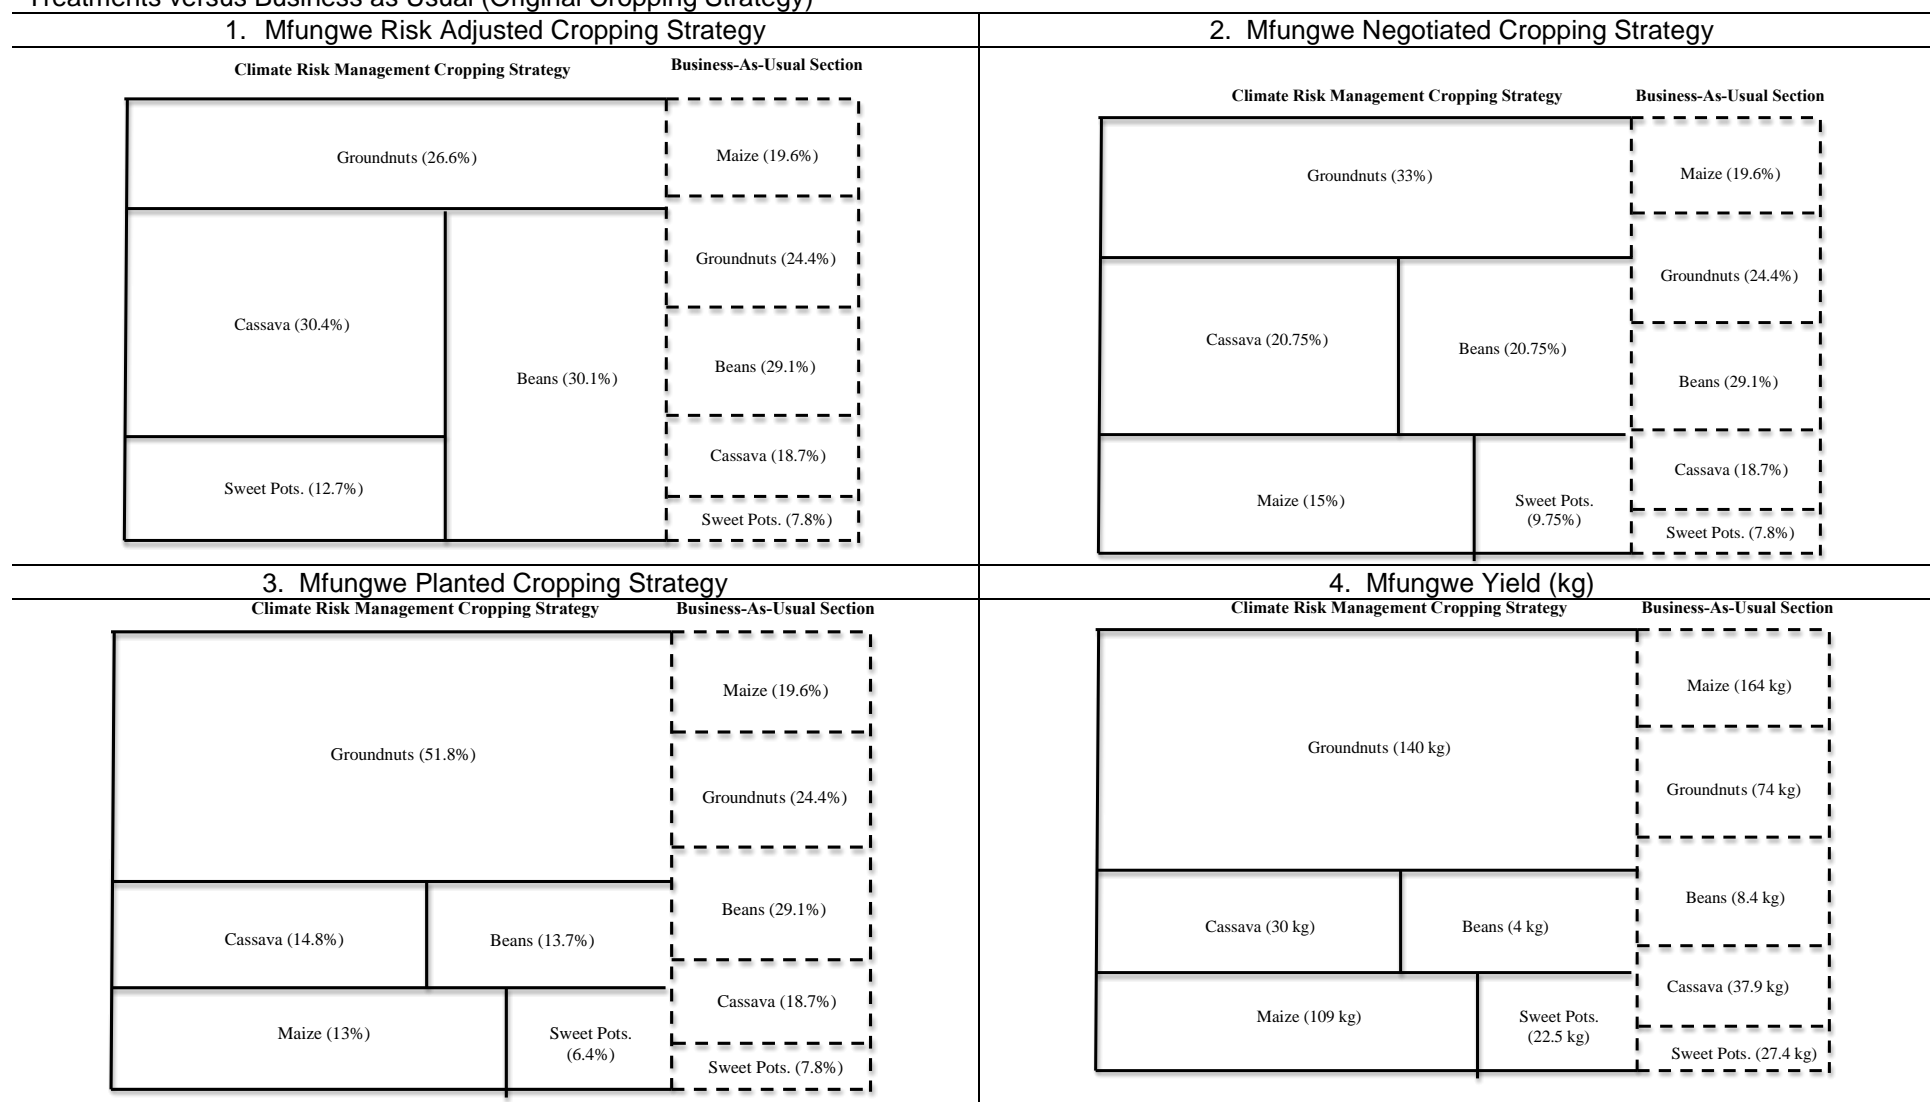 Treatments versus Business as Usual (Original Cropping Strategy)
1. Mfungwe Risk Adjusted Cropping Strategy
Climate Risk Management Cropping Strategy
Business-As-Usual Section
Groundnuts (26.6%)
Cassava (30.4%)
Beans (30.1%)
Sweet Pots. (12.7%)
Maize (19.6%)
Groundnuts (24.4%)
Beans (29.1%)
Cassava (18.7%)
Sweet Pots. (7.8%)
2. Mfungwe Negotiated Cropping Strategy
Climate Risk Management Cropping Strategy
Business-As-Usual Section
Groundnuts (33%)
Cassava (20.75%)
Beans (20.75%)
Maize (15%)
Sweet Pots.
(9.75%)
Maize (19.6%)
Groundnuts (24.4%)
Beans (29.1%)
Cassava (18.7%)
Sweet Pots. (7.8%)
3. Mfungwe Planted Cropping Strategy
Climate Risk Management Cropping Strategy
Business-As-Usual Section
Groundnuts (51.8%)
Cassava (14.8%)
Beans (13.7%)
Maize (13%)
Sweet Pots.
(6.4%)
Maize (19.6%)
Groundnuts (24.4%)
Beans (29.1%)
Cassava (18.7%)
Sweet Pots. (7.8%)
4. Mfungwe Yield (kg)
Climate Risk Management Cropping Strategy
Business-As-Usual Section
Groundnuts (140 kg)
Cassava (30 kg)
Beans (4 kg)
Maize (109 kg)
Sweet Pots.
(22.5 kg)
Maize (164 kg)
Groundnuts (74 kg)
Beans (8.4 kg)
Cassava (37.9 kg)
Sweet Pots. (27.4 kg)